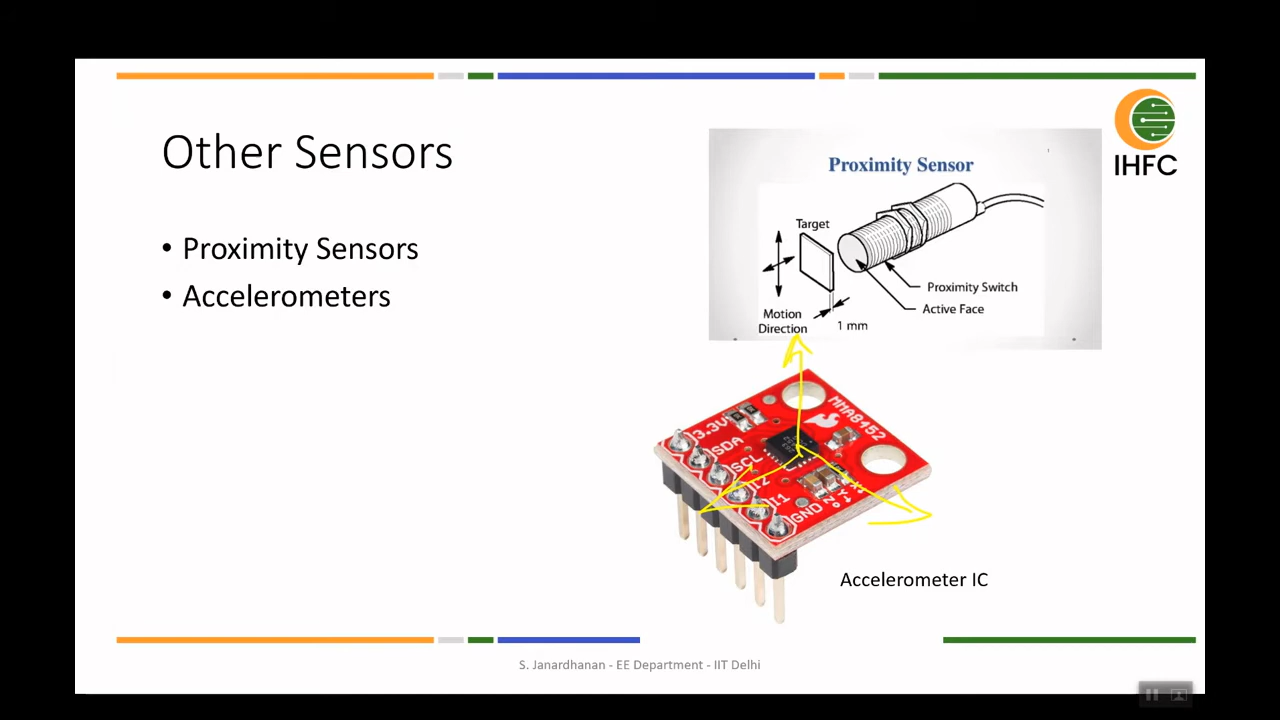 Other Sensors
• Proximity Sensors
• Accelerometers
IHFC
Proximity Sensor
Target
Proximity Switch
Active Face
Motion
Direction
1 mm
3.3V
SDA
SCL
I2
I1
GND
MMA8452
Accelerometer IC
S. Janardhanan - EE Department - IIT Delhi